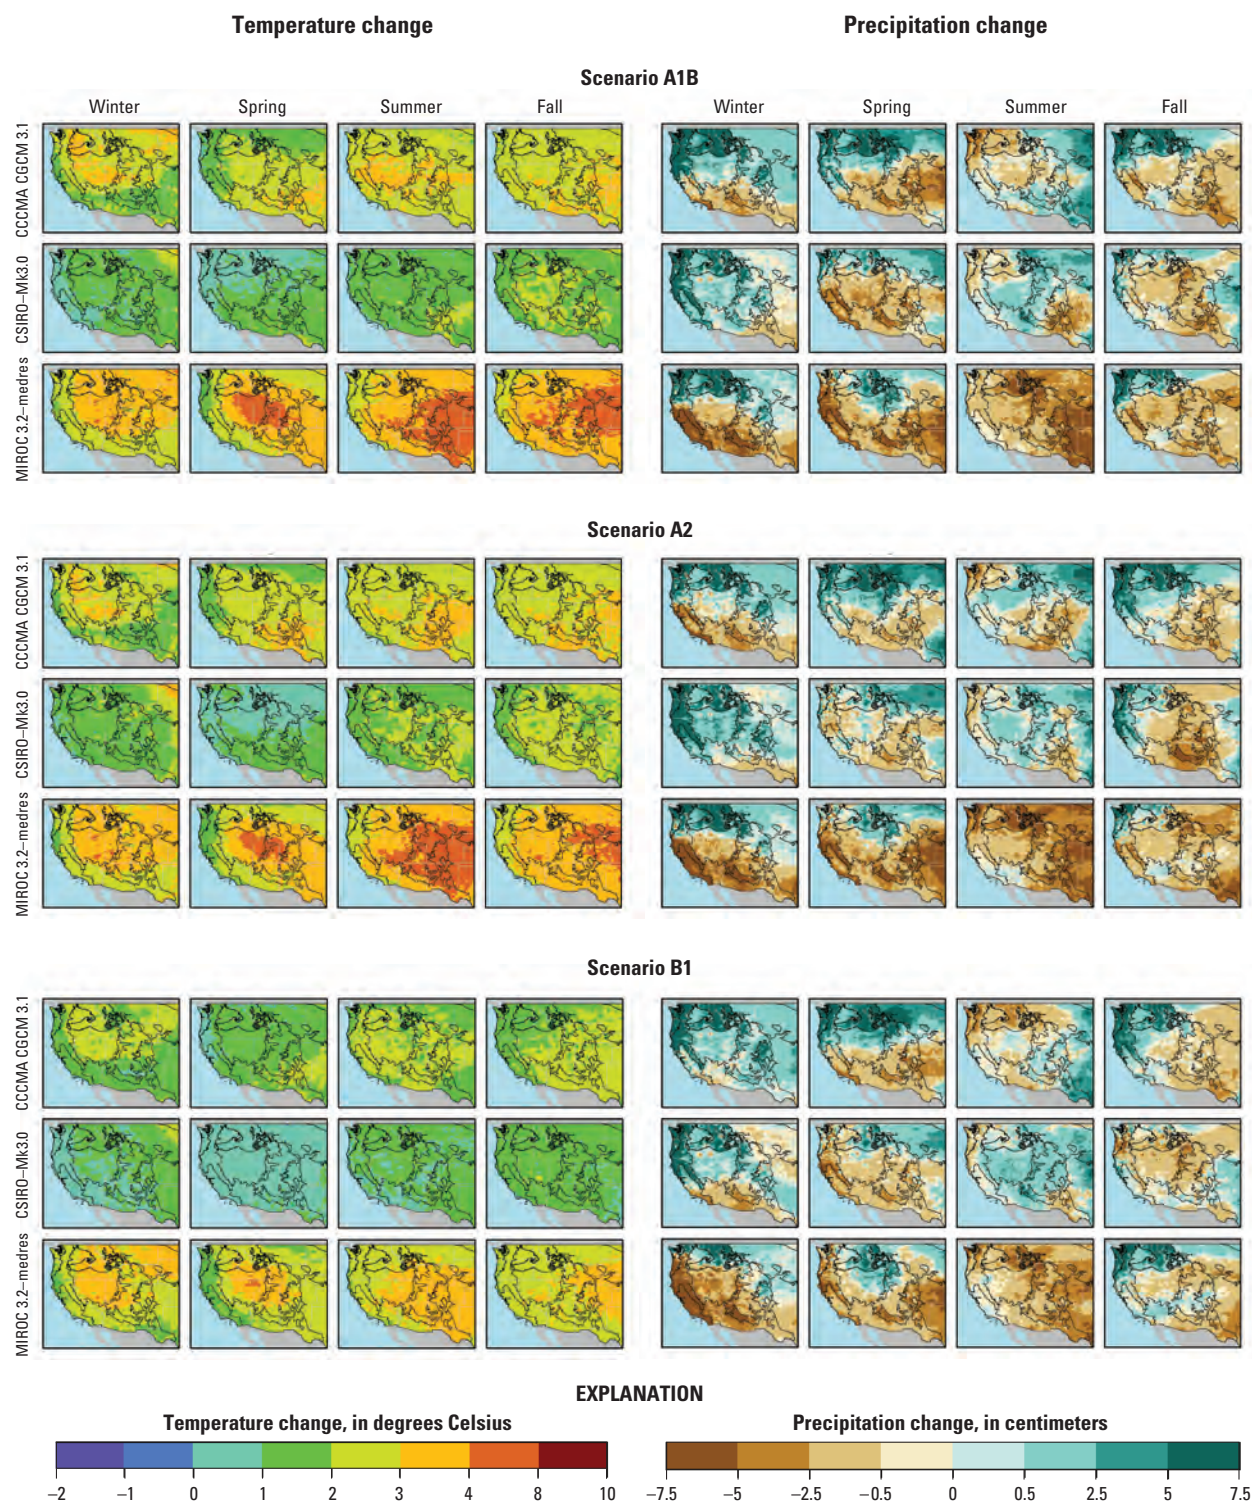 Temperature change Precipitation change
Scenario A1B
Winter Spring Summer Fall Winter Spring Summer Fall
CCCMA CGCM 3.1
CSIRO–Mk3.0
MIROC 3.2–medres
Scenario A2
CCCMA CGCM 3.1
CSIRO–Mk3.0
MIROC 3.2–medres
Scenario B1
CCCMA CGCM 3.1
CSIRO–Mk3.0
MIROC 3.2–medres
EXPLANATION
Temperature change, in degrees Celsius Precipitation change, in centimeters
–2 –1 0 1 2 3 4 8 10 –7.5 –5 –2.5 –0.5 0 0.5 2.5 5 7.5